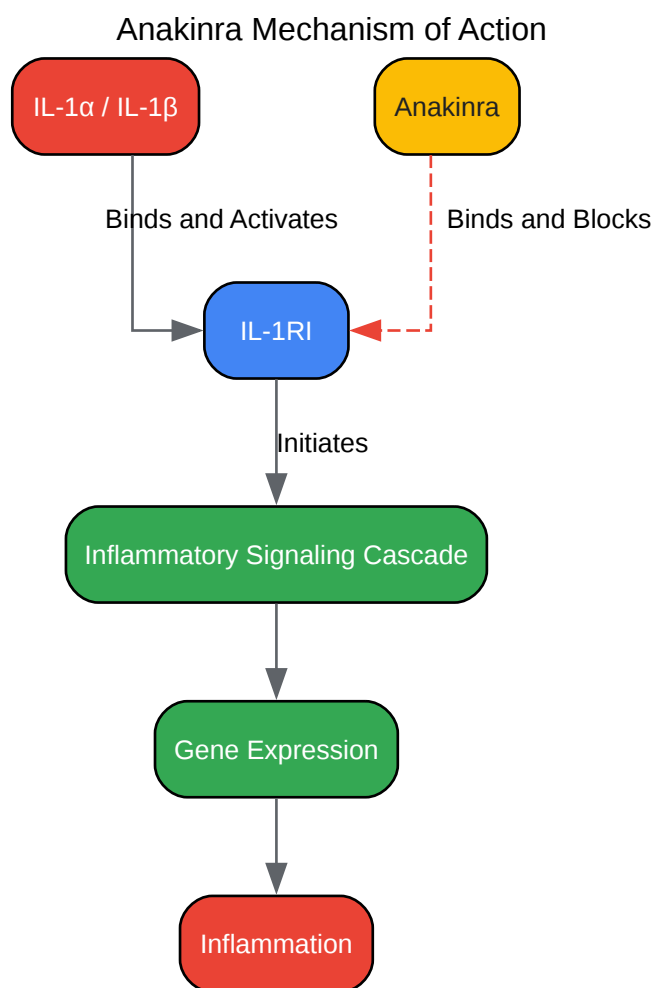 Anakinra Mechanism of Action
IL-1α / IL-1β
Anakinra
Binds and Activates
Binds and Blocks
IL-1RI
Initiates
Inflammatory Signaling Cascade
Gene Expression
Inflammation